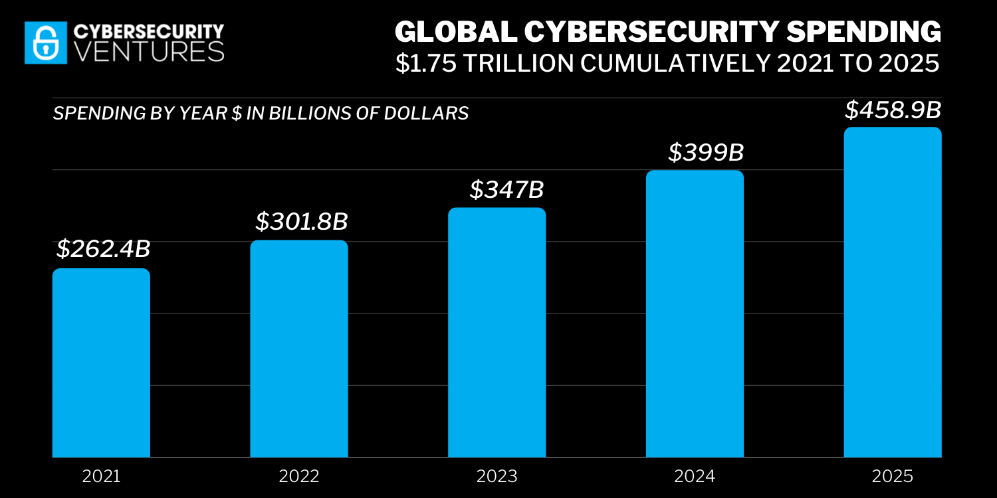 CYBERSECURITY
VENTURES
GLOBAL CYBERSECURITY SPENDING
$1.75 TRILLION CUMULATIVELY 2021 TO 2025
SPENDING BY YEAR $ IN BILLIONS OF DOLLARS
$262.4B
$301.8B
$347B
$399B
$458.9B
2021
2022
2023
2024
2025